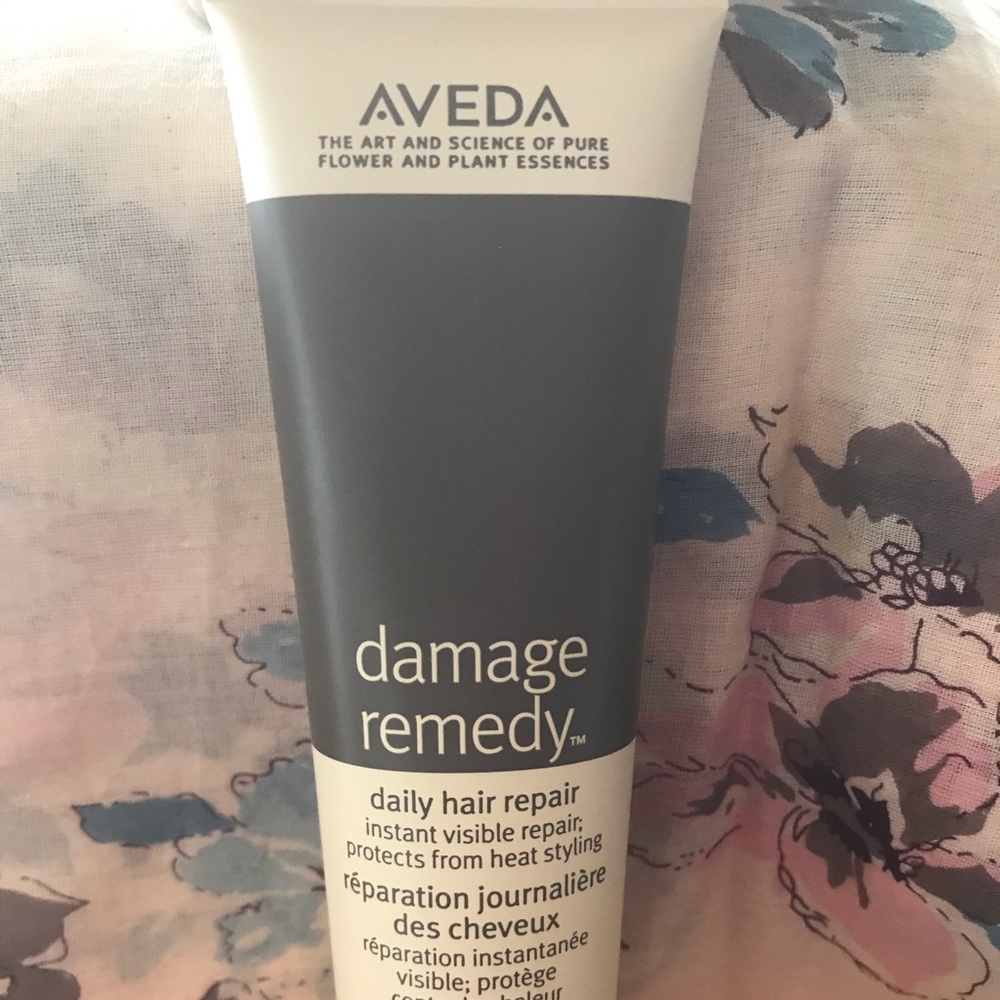 AVEDA
THE ART AND SCIENCE OF PURE
FLOWER AND PLANT ESSENCES
damage
remedy™
daily hair repair
instant visible repair;
protects from heat styling
réparation journalière
des cheveux
réparation instantanée
visible; protège